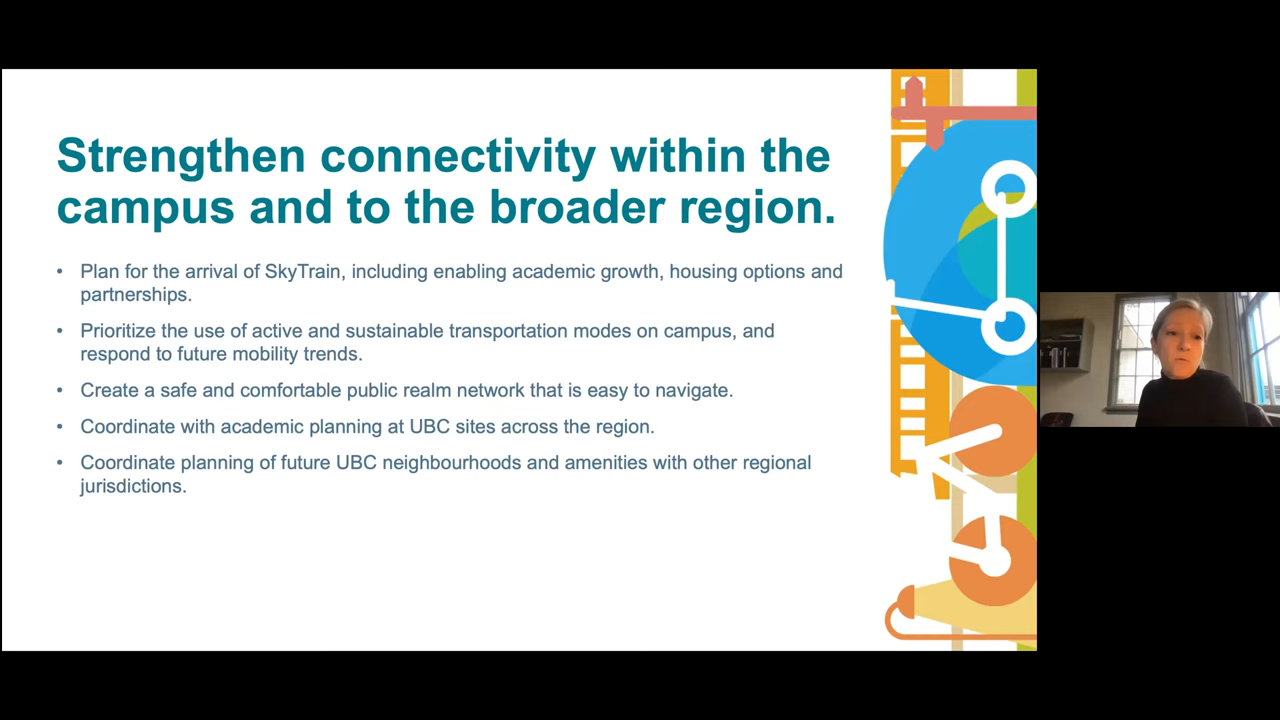 Strengthen connectivity within the
campus and to the broader region.
• Plan for the arrival of SkyTrain, including enabling academic growth, housing options and
partnerships.
• Prioritize the use of active and sustainable transportation modes on campus, and
respond to future mobility trends.
• Create a safe and comfortable public realm network that is easy to navigate.
• Coordinate with academic planning at UBC sites across the region.
• Coordinate planning of future UBC neighbourhoods and amenities with other regional
jurisdictions.